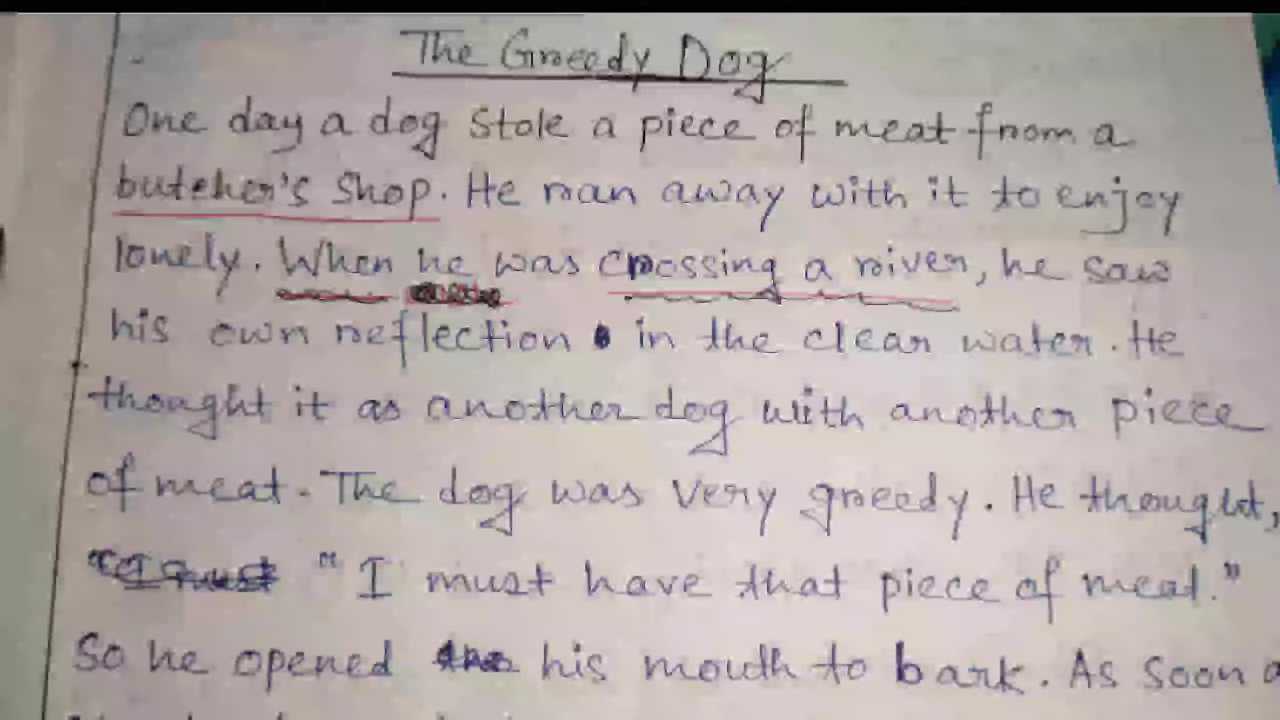 The Greedy Dog
One day a dog stole a piece of meat from a
butcher's shop. He ran away with it to enjoy
lonely. When he was crossing a river, he saw
his own reflection in the clear water. He
thought it as another dog with another piece
of meat. The dog was very greedy. He thought,
"I must have that piece of meat."
So he opened his mouth to bark. As soon a